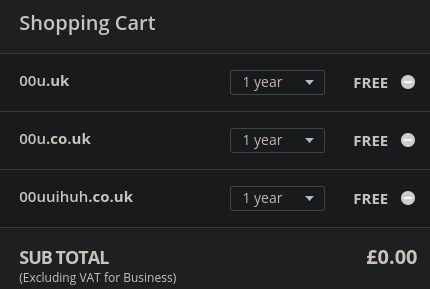 Shopping Cart
00u.uk 1 year FREE
00u.co.uk 1 year FREE
00uuihuh.co.uk 1 year FREE
SUB TOTAL £0.00
(Excluding VAT for Business)